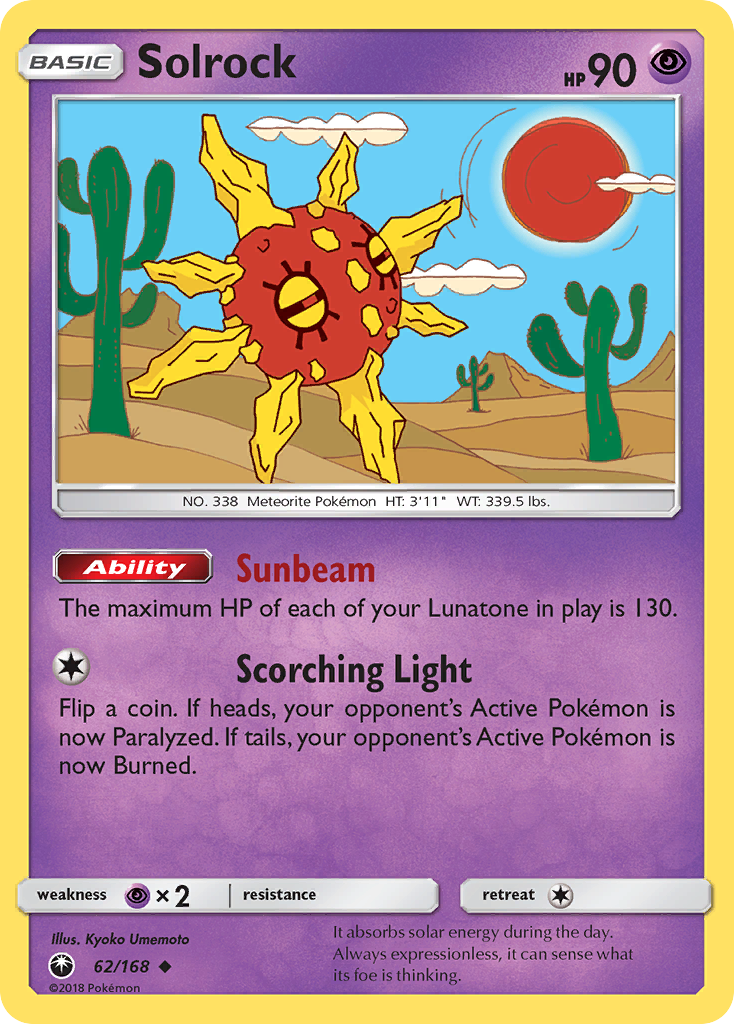 BASIC
Solrock
HP 90
NO. 338 Meteorite Pokémon HT: 3'11" WT: 339.5 lbs.
Ability Sunbeam
The maximum HP of each of your Lunatone in play is 130.
Scorching Light
Flip a coin. If heads, your opponent's Active Pokémon is
now Paralyzed. If tails, your opponent's Active Pokémon is
now Burned.
weakness ×2 resistance retreat
Illus. Kyoko Umemoto
62/168
©2018 Pokémon
It absorbs solar energy during the day.
Always expressionless, it can sense what
its foe is thinking.